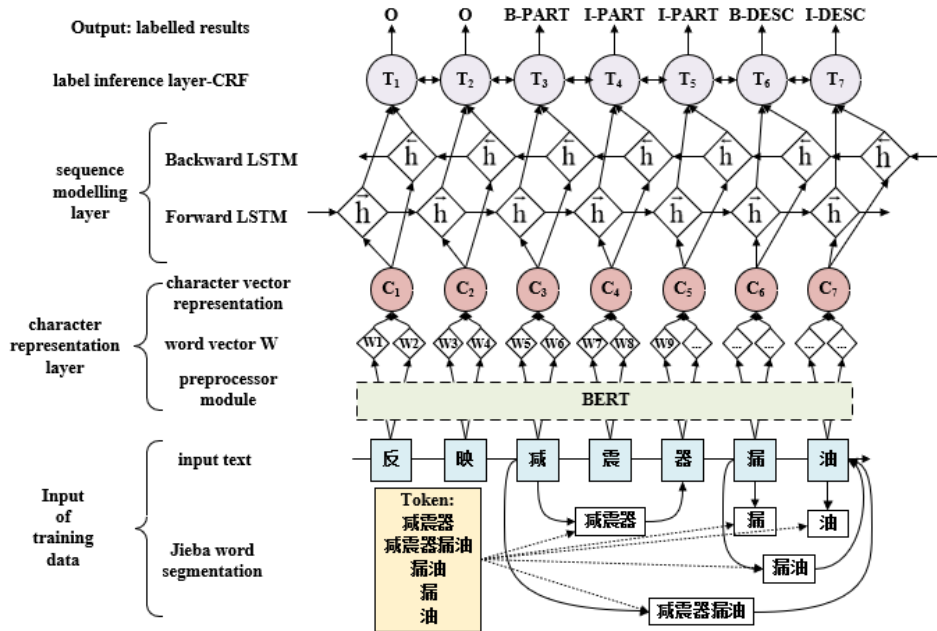 Output: labelled results
O O B-PART I-PART I-PART B-DESC I-DESC
label inference layer-CRF
T1 T2 T3 T4 T5 T6 T7
sequence
modelling
layer
Backward LSTM
h h h h h h h
Forward LSTM
h h h h h h h
character
representation
layer
character vector
representation
C1 C2 C3 C4 C5 C6 C7
word vector W
W1 W2 W3 W4 W5 W6 W7 W8 W9 ... ... ... ... ...
preprocessor
module
BERT
Input
of
training
data
input text
反 映 减 震 器 漏 油
Jieba word
segmentation
Token:
减震器
减震器漏油
漏油
漏
油
减震器
漏
油
漏油
减震器漏油